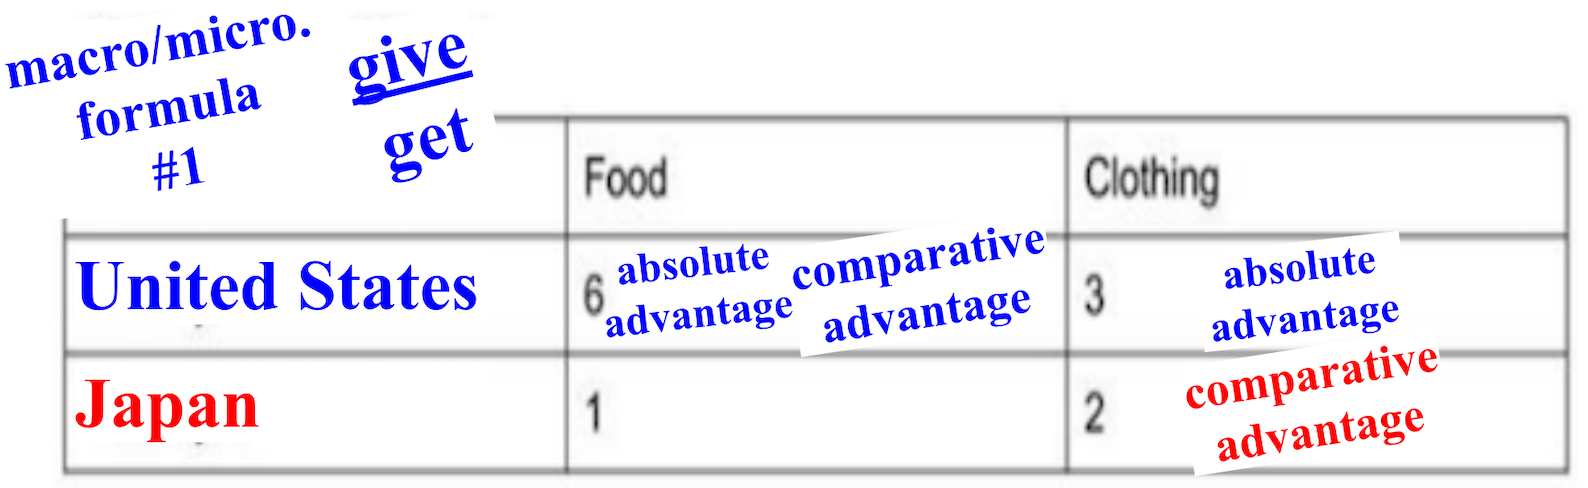 macro/micro.
formula
#1
give
get
Food
Clothing
United States
6
absolute
advantage
comparative
advantage
3
absolute
advantage
Japan
1
2
comparative
advantage